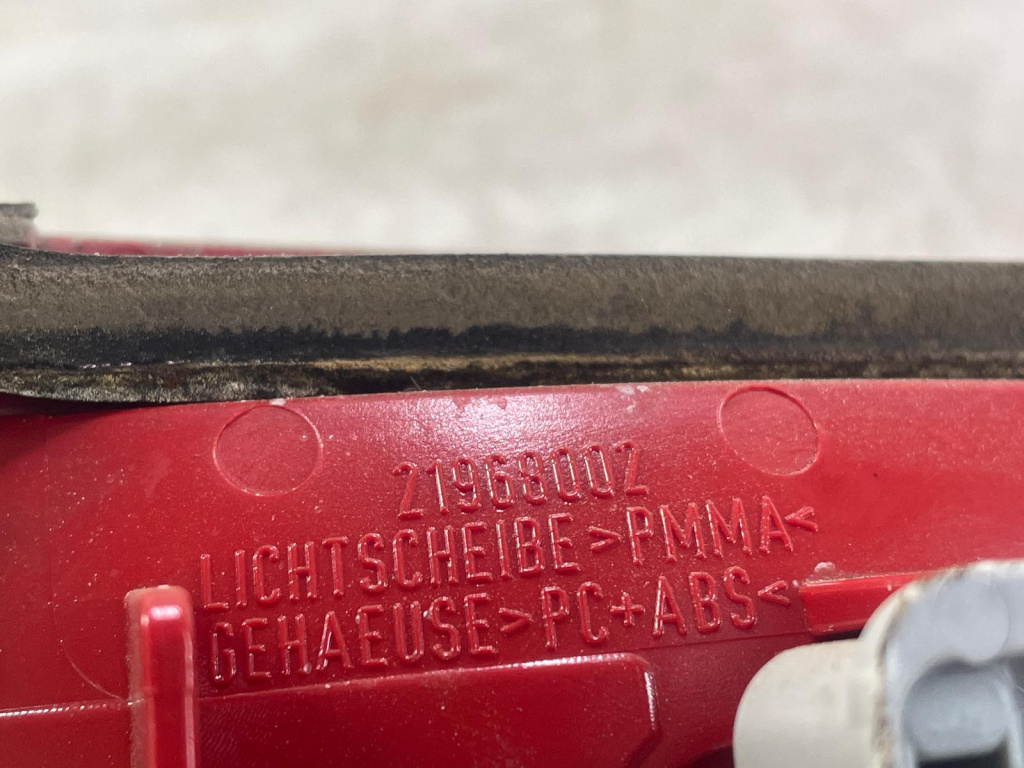 21968002
LICHTSCHEIBE >PMMA<
GEHAEUSE>PC+ABS<